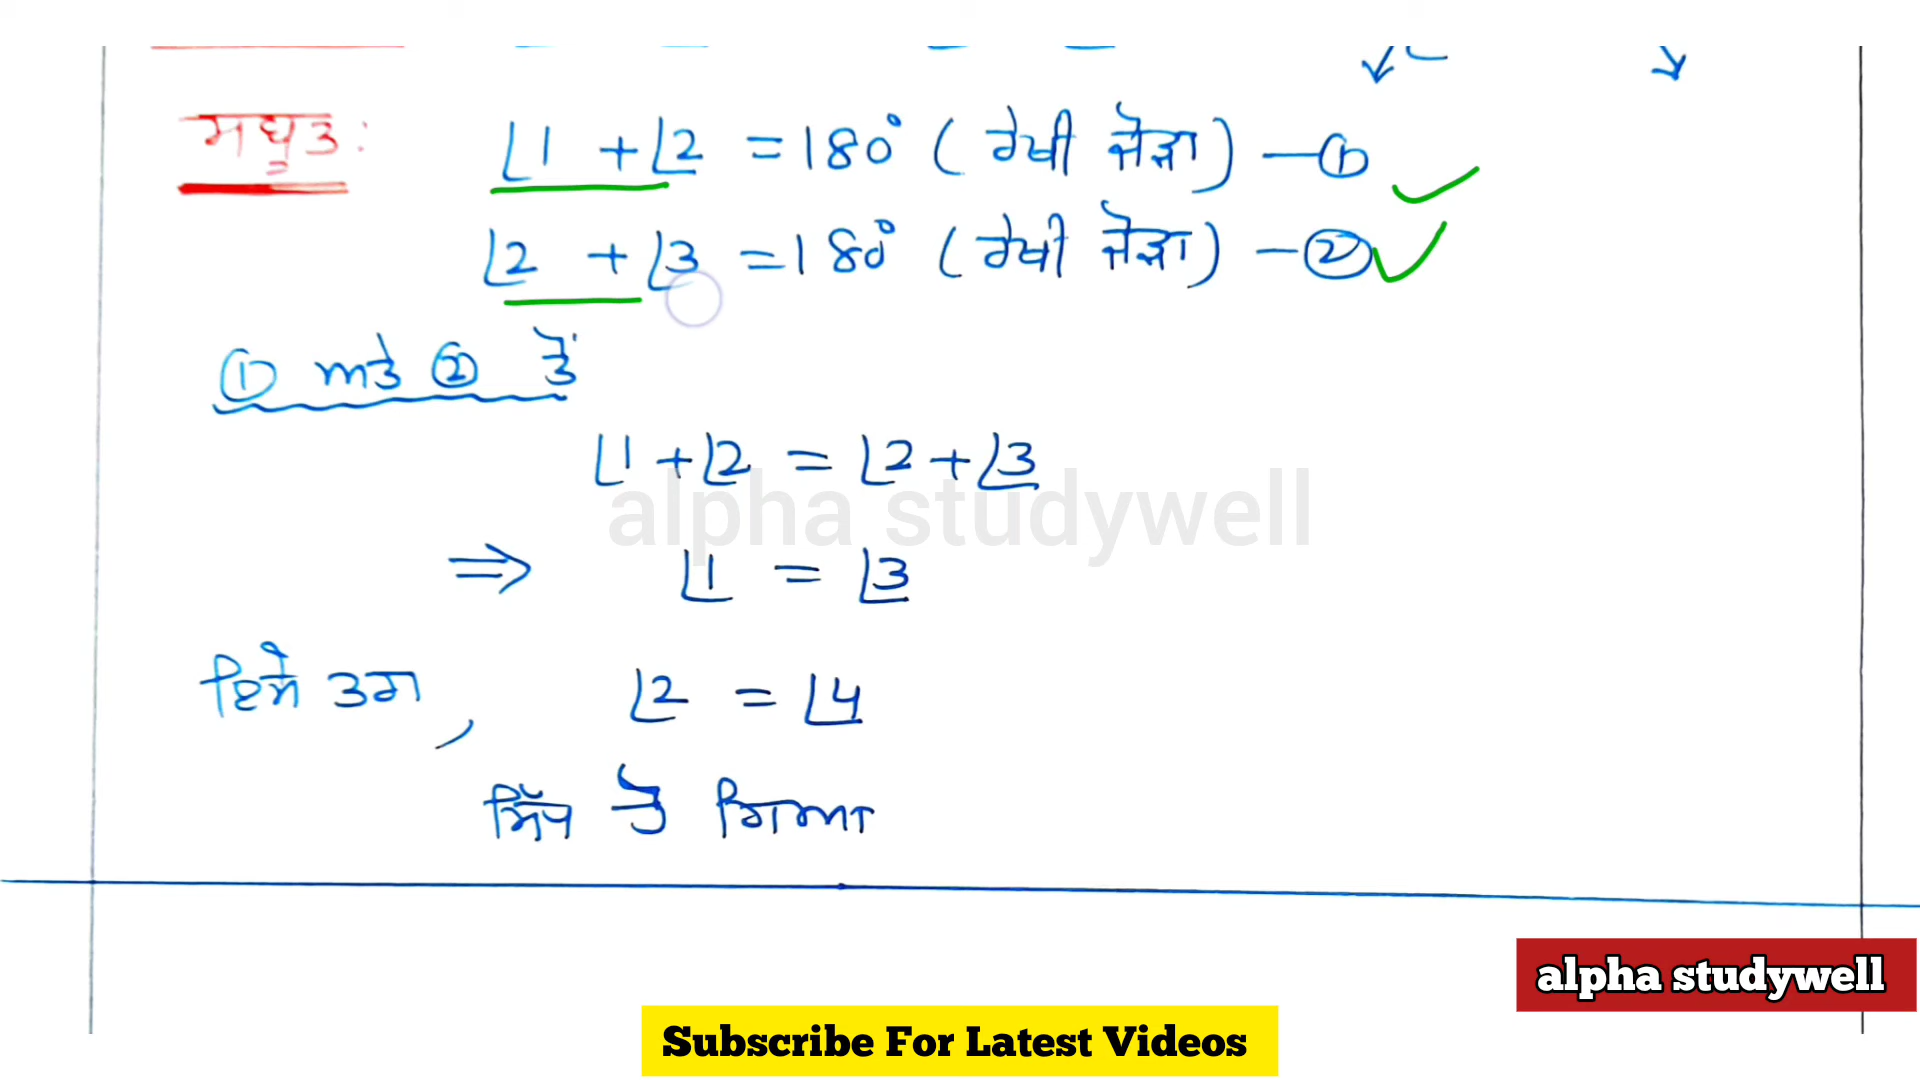 ਸਬੂਤ: ∠1 + ∠2 = 180° (ਰੇਖੀ ਜੋੜਾ) — ①
∠2 + ∠3 = 180° (ਰੇਖੀ ਜੋੜਾ) — ②
① ਅਤੇ ② ਤੋਂ
∠1 + ∠2 = ∠2 + ∠3
alpha studywell
⇒ ∠1 = ∠3
ਇਸੇ ਤਰਾ, ∠2 = ∠4
ਸਿੱਧ ਹੋ ਗਿਆ
alpha studywell
Subscribe For Latest Videos